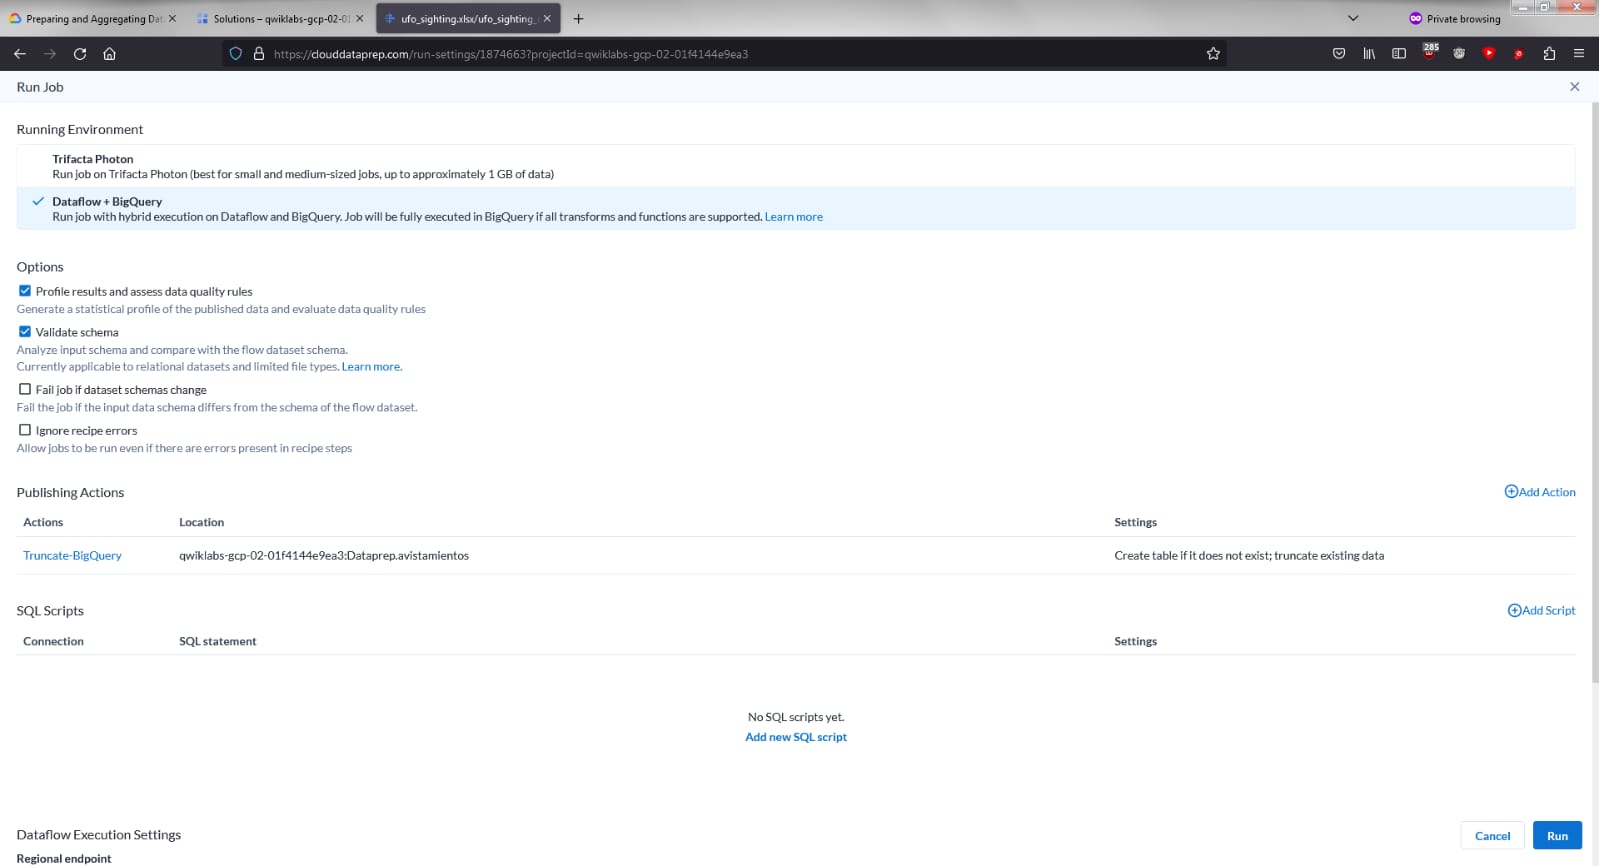 Preparing and Aggregating Dat
Solutions – qwiklabs-gcp-02-01
ufo_sighting.xlsx/ufo_sighting_
Private browsing
https://clouddataprep.com/run-settings/1874663?projectId=qwiklabs-gcp-02-01f4144e9ea3
285
Run Job
Running Environment
Trifacta Photon
Run job on Trifacta Photon (best for small and medium-sized jobs, up to approximately 1 GB of data)
Dataflow + BigQuery
Run job with hybrid execution on Dataflow and BigQuery. Job will be fully executed in BigQuery if all transforms and functions are supported. Learn more
Options
Profile results and assess data quality rules
Generate a statistical profile of the published data and evaluate data quality rules
Validate schema
Analyze input schema and compare with the flow dataset schema.
Currently applicable to relational datasets and limited file types. Learn more.
Fail job if dataset schemas change
Fail the job if the input data schema differs from the schema of the flow dataset.
Ignore recipe errors
Allow jobs to be run even if there are errors present in recipe steps
Publishing Actions
Add Action
Actions Location Settings
Truncate-BigQuery qwiklabs-gcp-02-01f4144e9ea3:Dataprep.avistamientos Create table if it does not exist; truncate existing data
SQL Scripts
Add Script
Connection SQL statement Settings
No SQL scripts yet.
Add new SQL script
Dataflow Execution Settings
Cancel Run
Regional endpoint